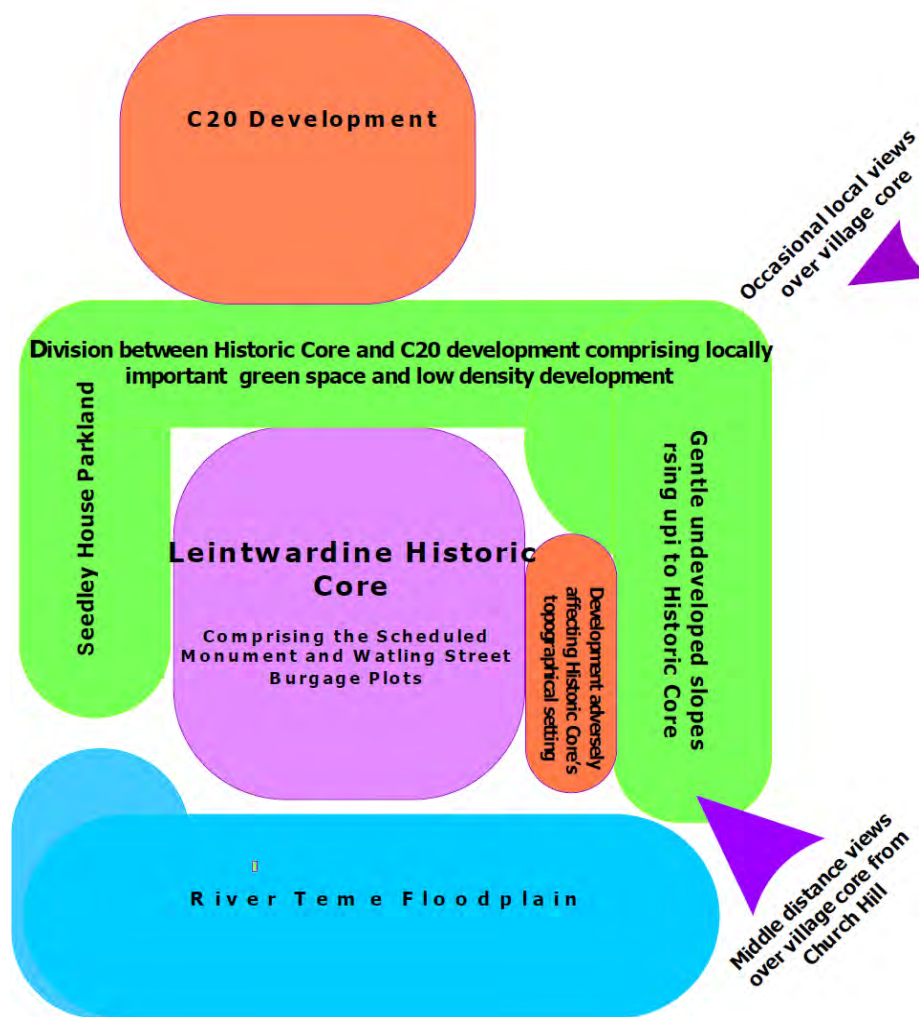 C20 Development
Occasional local views
over village core
Division between Historic Core and C20 development comprising locally
important green space and low density development
Seedley House Parkland
Gentle undeveloped slopes
rsing upi to Historic Core
Leintwardine Historic
Core
Comprising the Scheduled
Monument and Watling Street
Burgage Plots
Development adversely
affecting Historic Core's
topographical setting
River Teme Floodplain
Middle distance views
over village core from
Church Hill